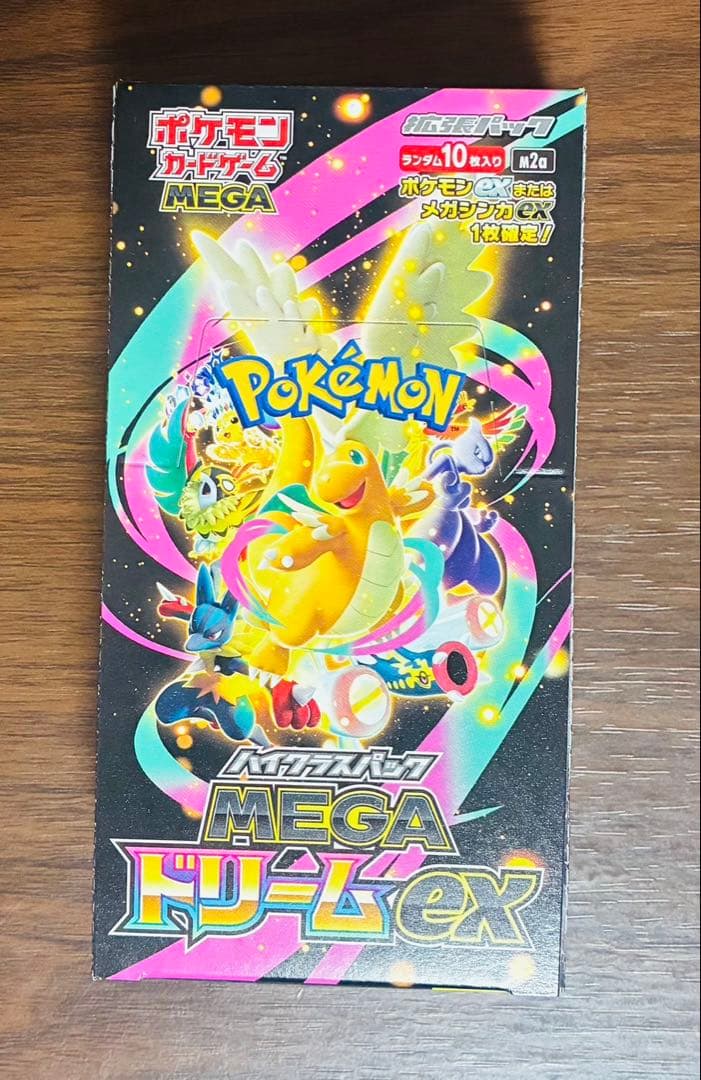 ポケモン
カードゲーム
MEGA
拡張パック
ランダム10枚入り M2a
ポケモンexまたは
メガシンカex
1枚確定!
POKéMON
TM
ハイクラスパック
MEGA
ドリームex